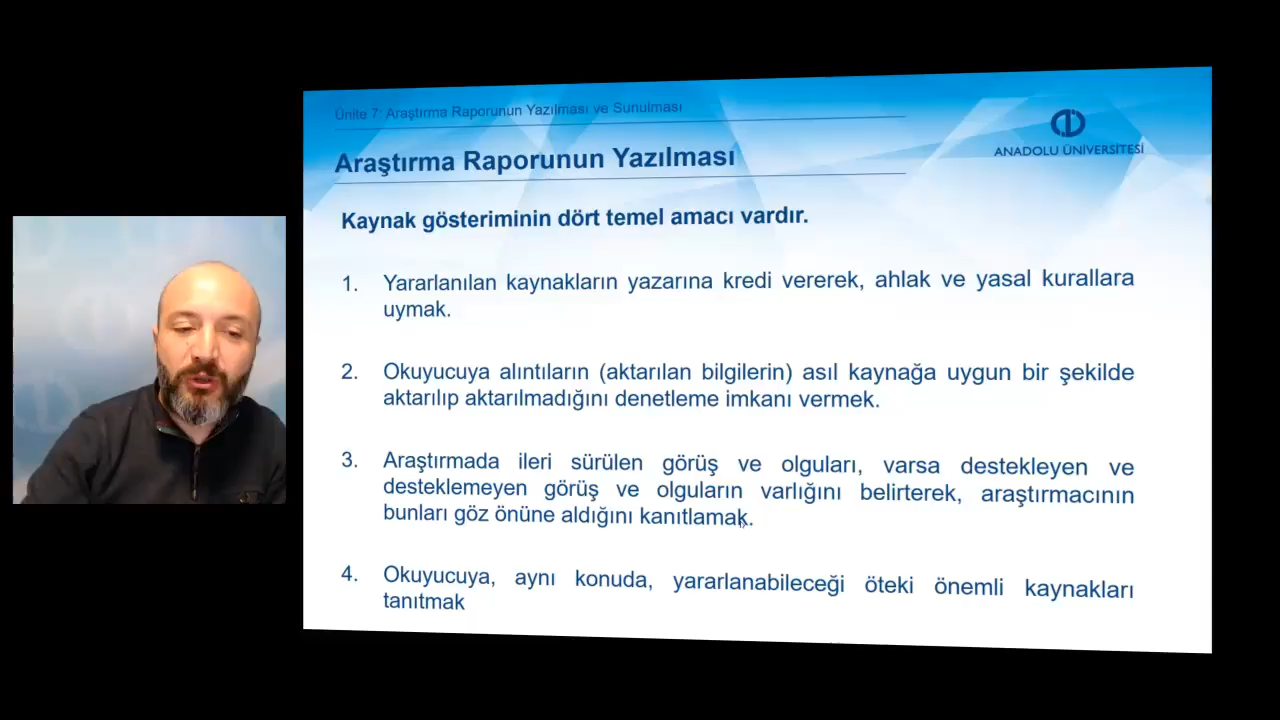 Ünite 7: Araştırma Raporunun Yazılması ve Sunulması
ANADOLU ÜNİVERSİTESİ
Araştırma Raporunun Yazılması
Kaynak gösteriminin dört temel amacı vardır.
1. Yararlanılan kaynakların yazarına kredi vererek, ahlak ve yasal kurallara
uymak.
2. Okuyucuya alıntıların (aktarılan bilgilerin) asıl kaynağa uygun bir şekilde
aktarılıp aktarılmadığını denetleme imkanı vermek.
3. Araştırmada ileri sürülen görüş ve olguları, varsa destekleyen ve
desteklemeyen görüş ve olguların varlığını belirterek, araştırmacının
bunları göz önüne aldığını kanıtlamak.
4. Okuyucuya, aynı konuda, yararlanabileceği öteki önemli kaynakları
tanıtmak